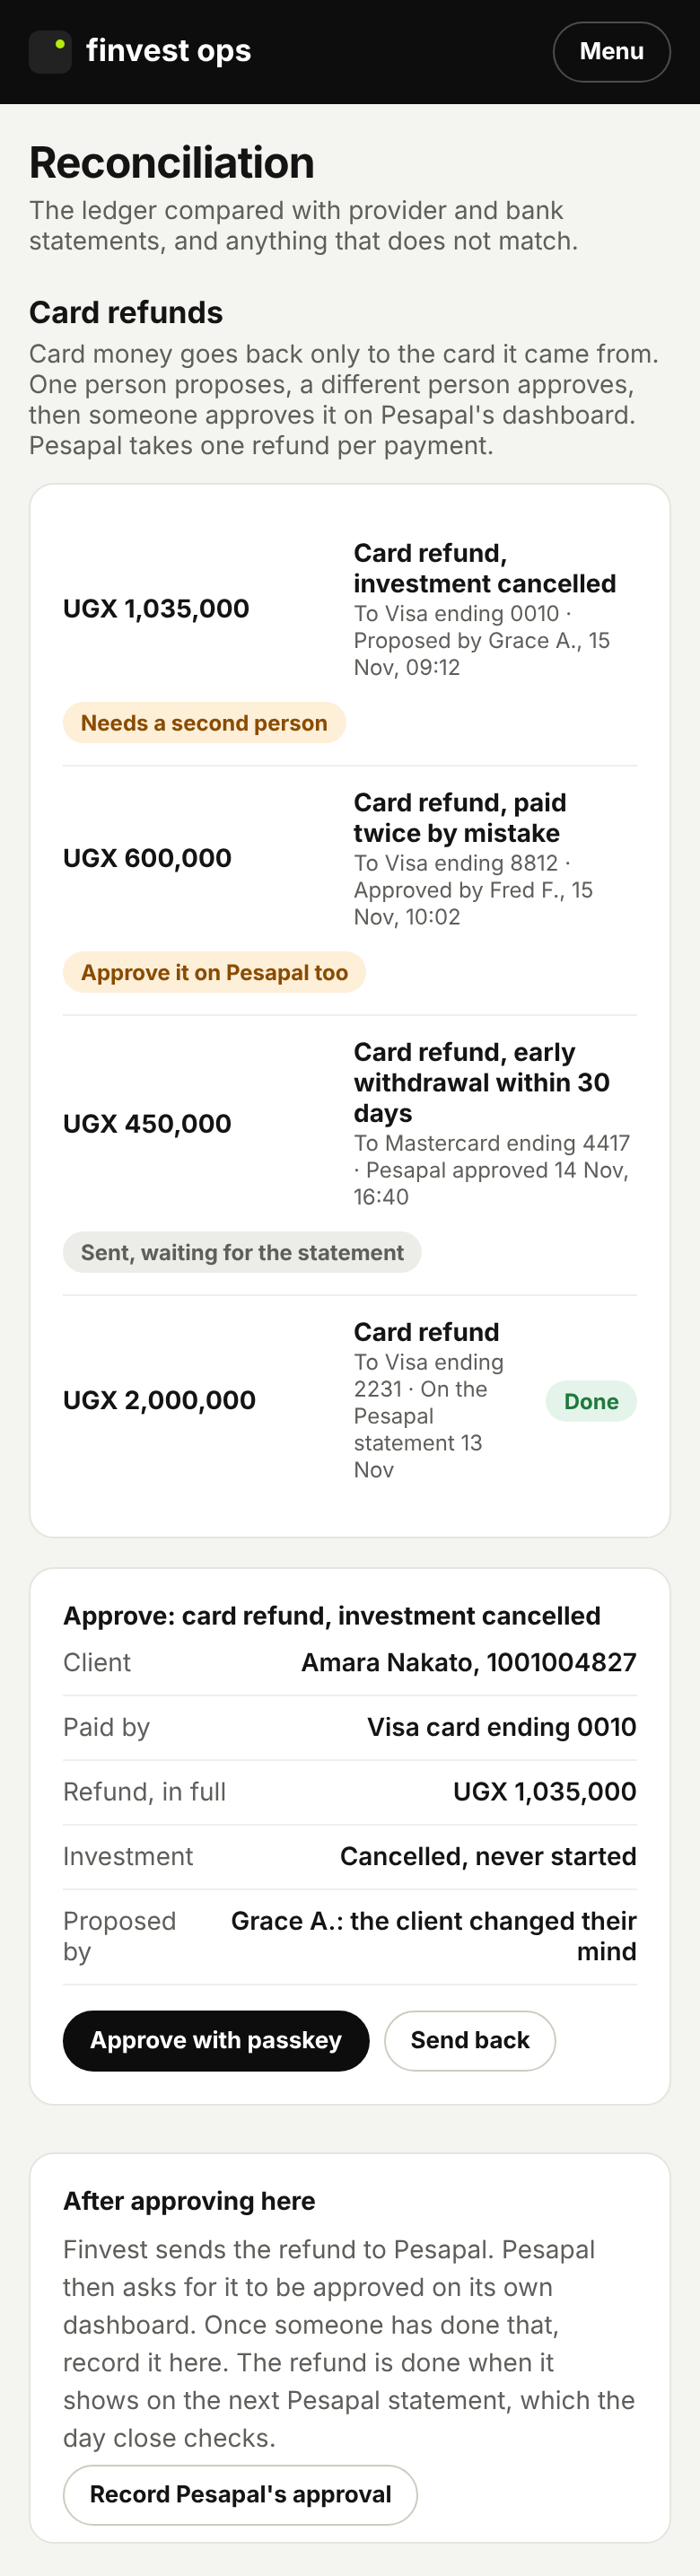 finvest ops
Menu
Reconciliation
The ledger compared with provider and bank
statements, and anything that does not match.
Card refunds
Card money goes back only to the card it came from.
One person proposes, a different person approves,
then someone approves it on Pesapal's dashboard.
Pesapal takes one refund per payment.
UGX 1,035,000
Card refund,
investment cancelled
To Visa ending 0010 ·
Proposed by Grace A., 15
Nov, 09:12
Needs a second person
UGX 600,000
Card refund, paid
twice by mistake
To Visa ending 8812 ·
Approved by Fred F., 15
Nov, 10:02
Approve it on Pesapal too
UGX 450,000
Card refund, early
withdrawal within 30
days
To Mastercard ending 4417
· Pesapal approved 14 Nov,
16:40
Sent, waiting for the statement
UGX 2,000,000
Card refund
To Visa ending
2231 · On the
Pesapal
statement 13
Nov
Done
Approve: card refund, investment cancelled
Client Amara Nakato, 1001004827
Paid by Visa card ending 0010
Refund, in full UGX 1,035,000
Investment Cancelled, never started
Proposed
by
Grace A.: the client changed their
mind
Approve with passkey
Send back
After approving here
Finvest sends the refund to Pesapal. Pesapal
then asks for it to be approved on its own
dashboard. Once someone has done that,
record it here. The refund is done when it
shows on the next Pesapal statement, which the
day close checks.
Record Pesapal's approval